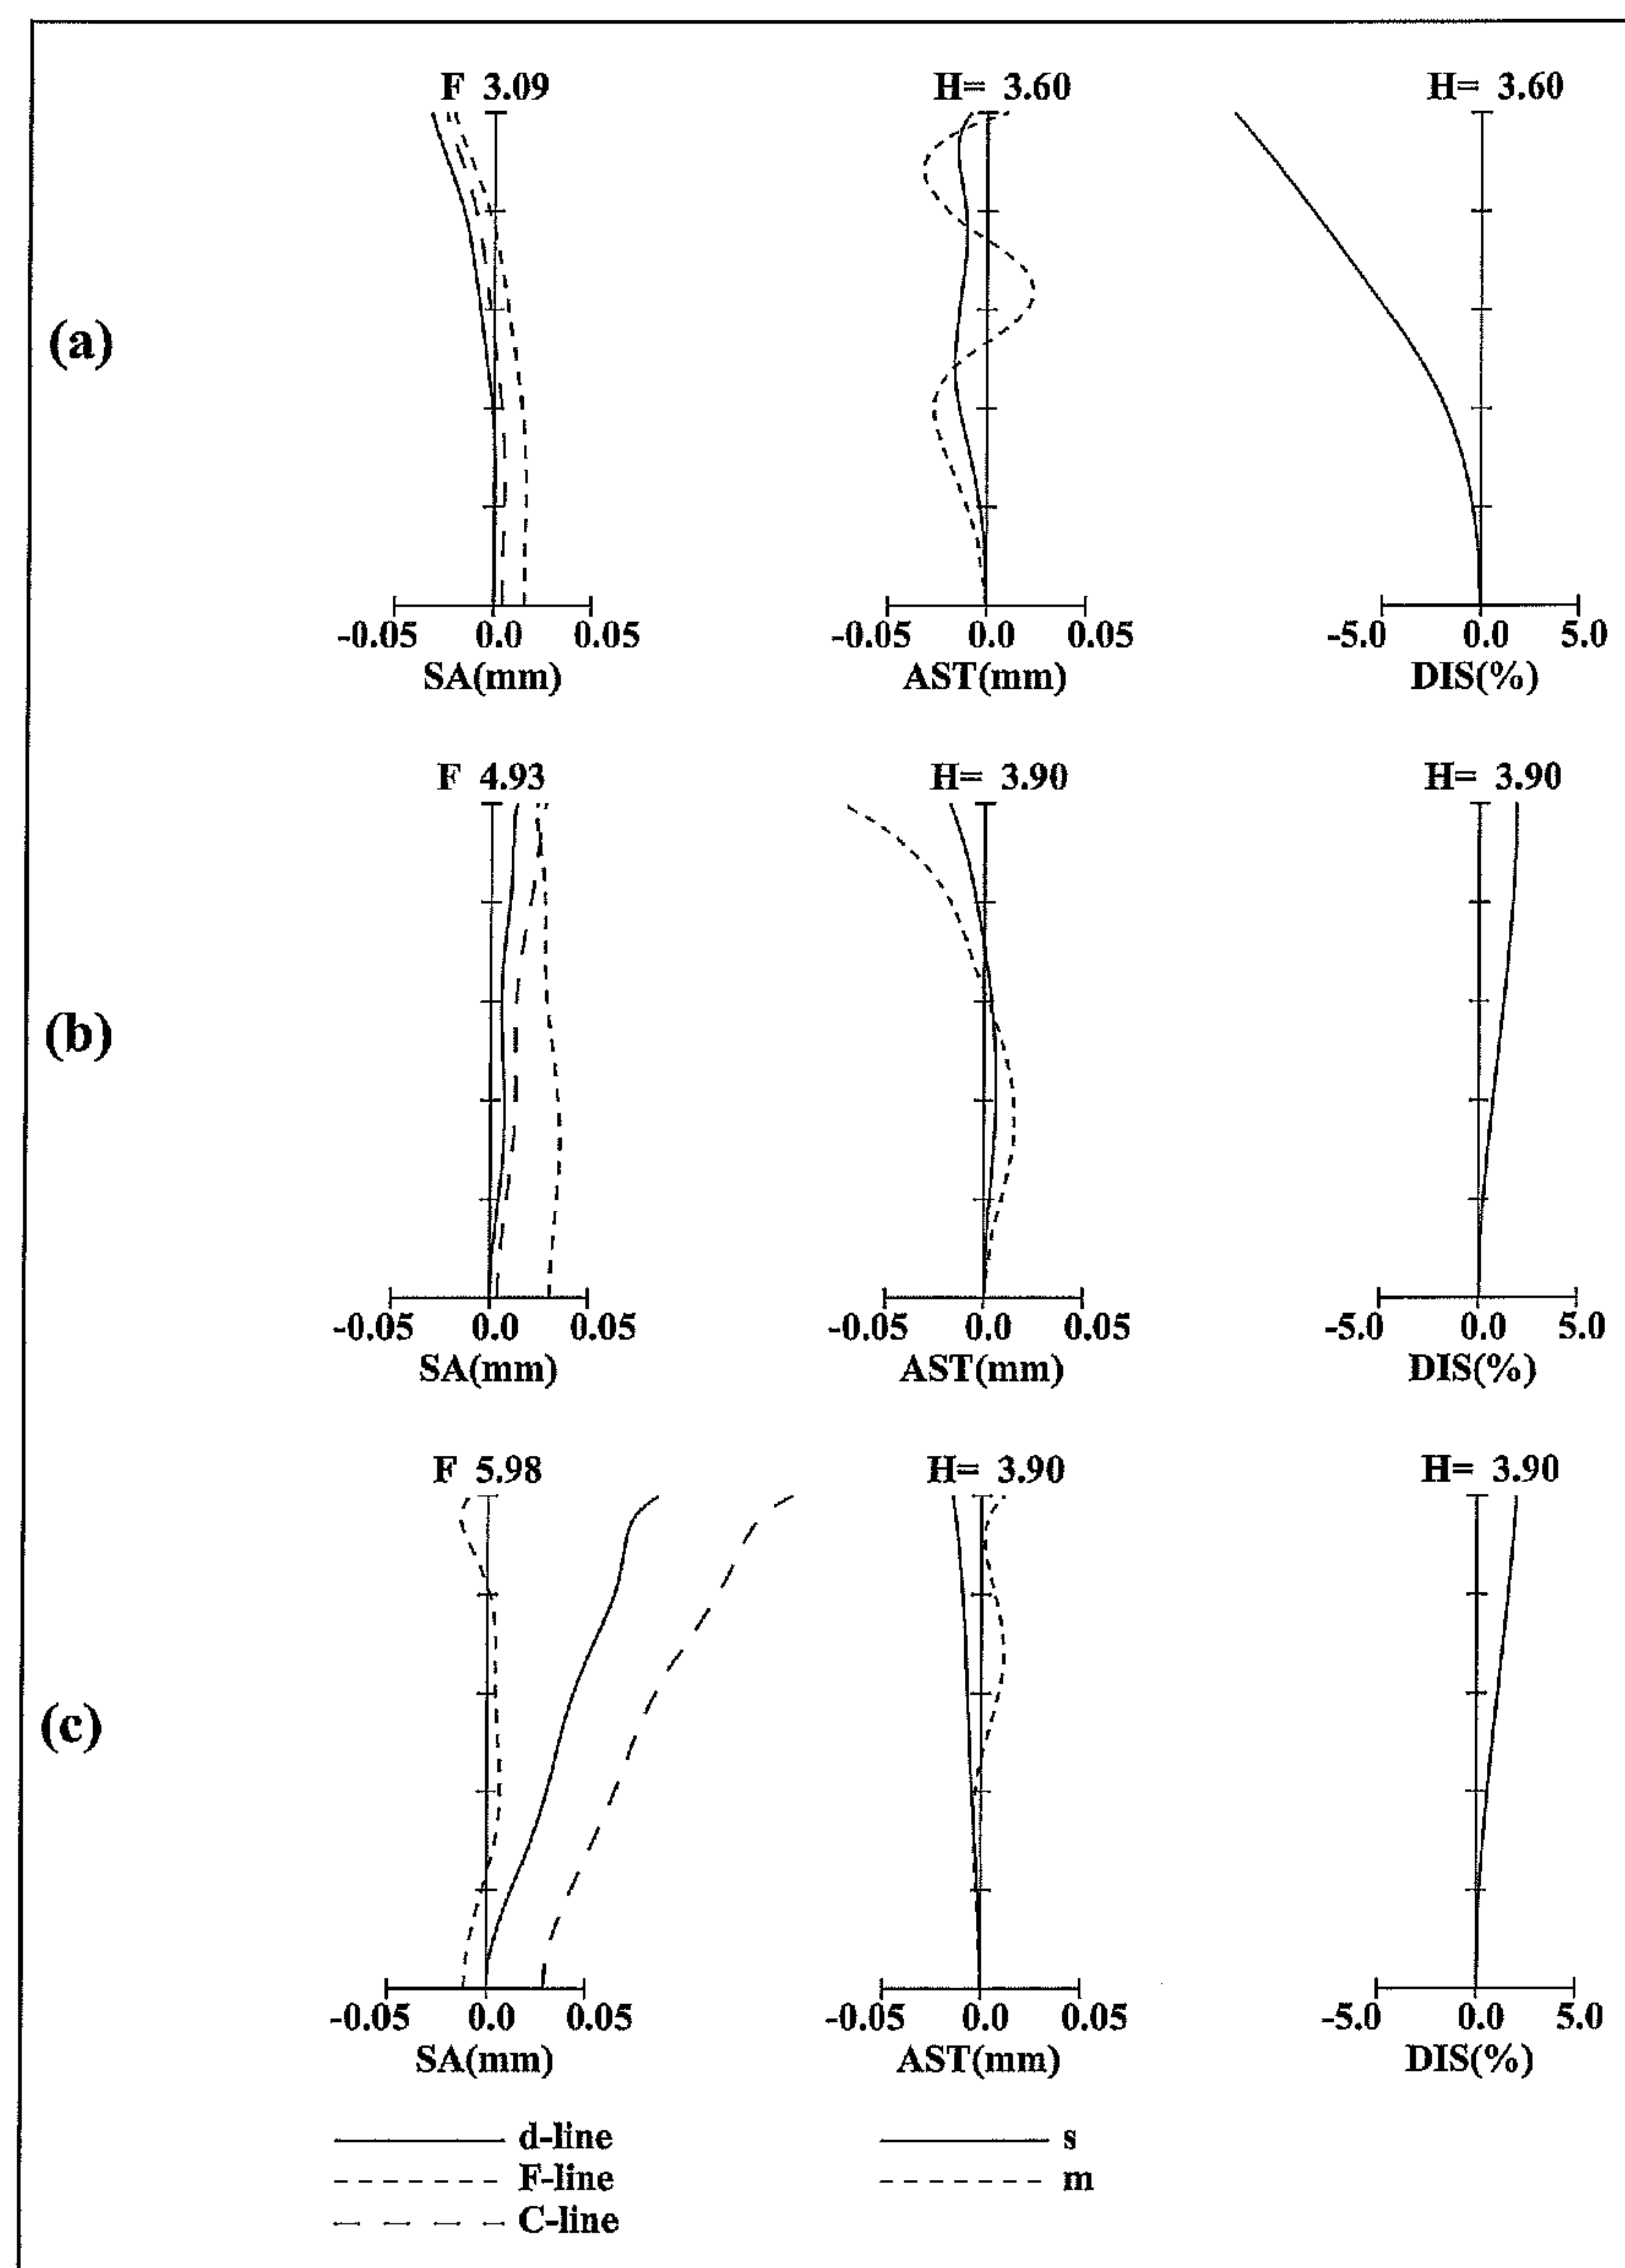 F 3.09 H= 3.60 H= 3.60
(a)
-0.05 0.0 0.05 -0.05 0.0 0.05 -5.0 0.0 5.0
SA(mm) AST(mm) DIS(%)
F 4.93 H= 3.90 H= 3.90
(b)
-0.05 0.0 0.05 -0.05 0.0 0.05 -5.0 0.0 5.0
SA(mm) AST(mm) DIS(%)
F 5.98 H= 3.90 H= 3.90
(c)
-0.05 0.0 0.05 -0.05 0.0 0.05 -5.0 0.0 5.0
SA(mm) AST(mm) DIS(%)
d-line s
F-line m
C-line